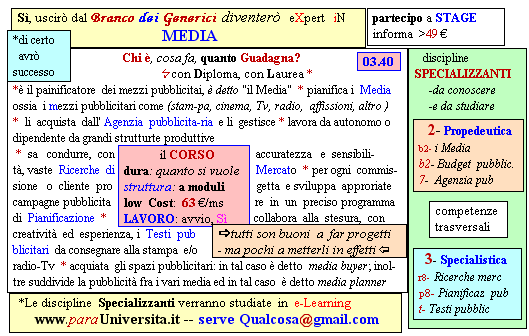 Sì, uscirò dal Branco dei Generici diventerò eXpert iN
MEDIA
partecipo a STAGE
informa >49 €
*di certo
avrò
successo
Chi è, cosa fa, quanto Guadagna?
con Diploma, con Laurea *
03.40
*è il painificatore dei mezzi pubblicitai, è detto "il Media" * pianifica i Media
ossia i mezzi pubblicitari come (stam-pa, cinema, Tv, radio, affissioni, altro )
* li acquista dall' Agenzia pubblicita-ria e li gestisce * lavora da autonomo o
dipendente da grandi strutturte produttive
* sa condurre, con accuratezza e sensibili-
tà, vaste Ricerche di Mercato * per ogni commis-
sione o cliente pro getta e sviluppa approriate
campagne pubblicita re in un preciso programma
di Pianificazione * collabora alla stesura, con
creatività ed esperienza, i Testi pub
blicitari da consegnare alla stampa e/o
radio-Tv * acquiata gli spazi pubblicitari: in tal caso è detto media buyer; inol-
tre suddivide la pubblicità fra i vari media ed in tal caso è detto media planner
il CORSO
dura: quanto si vuole
struttura: a moduli
low Cost: 63 €/ms
LAVORO: avvio, Sì
⇨tutti son buoni a far progetti
- ma pochi a metterli in effetti ⇦
discipline
SPECIALIZZANTI
-da conoscere
-e da studiare
2- Propedeutica
b2- i Media
b2- Budget pubblic.
7- Agenzia pub
competenze
trasversali
3- Specialistica
r8- Ricerche merc
p8- Pianificaz pub
t- Testi pubblic
*Le discipline Specializzanti verranno studiate in e-Learning
www.paraUniversita.it -- serve Qualcosa@gmail.com